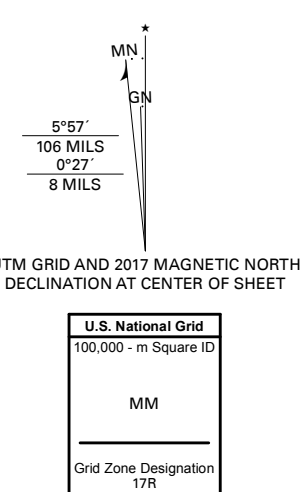 MN
GN
5°57´
106 MILS
0°27´
8 MILS
UTM GRID AND 2017 MAGNETIC NORTH
DECLINATION AT CENTER OF SHEET
U.S. National Grid
100,000 - m Square ID
MM
Grid Zone Designation
17R